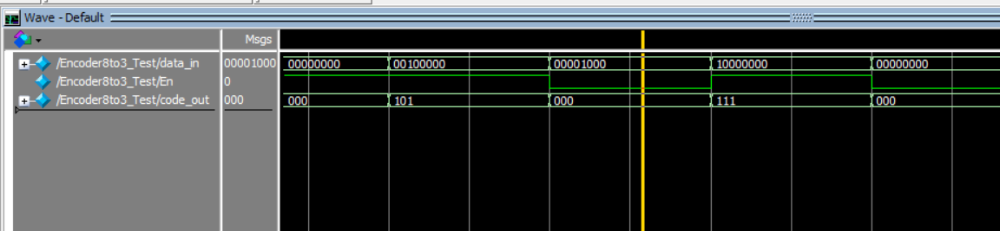 Wave - Default
Msgs
/Encoder8to3_Test/data_in 00001000 00000000 00100000 00001000 10000000 00000000
/Encoder8to3_Test/En 0
/Encoder8to3_Test/code_out 000 000 101 000 111 000